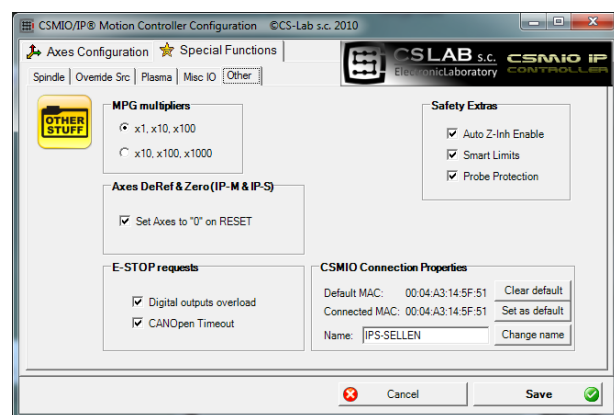 CSMIO/IP® Motion Controller Configuration ©CS-Lab s.c. 2010
Axes Configuration Special Functions
CSLAB s.c.
ElectronicLaboratory
CSMIO IP
CONTROLLER
Spindle Override Src Plasma Misc IO Other
OTHER
STUFF
MPG multipliers
x1, x10, x100
x10, x100, x1000
Safety Extras
Auto Z-Inh Enable
Smart Limits
Probe Protection
Axes DeRef & Zero (IP-M & IP-S)
Set Axes to "0" on RESET
E-STOP requests
Digital outputs overload
CANOpen Timeout
CSMIO Connection Properties
Default MAC: 00:04:A3:14:5F:51 Clear default
Connected MAC: 00:04:A3:14:5F:51 Set as default
Name: IPS-SELLEN Change name
Cancel Save